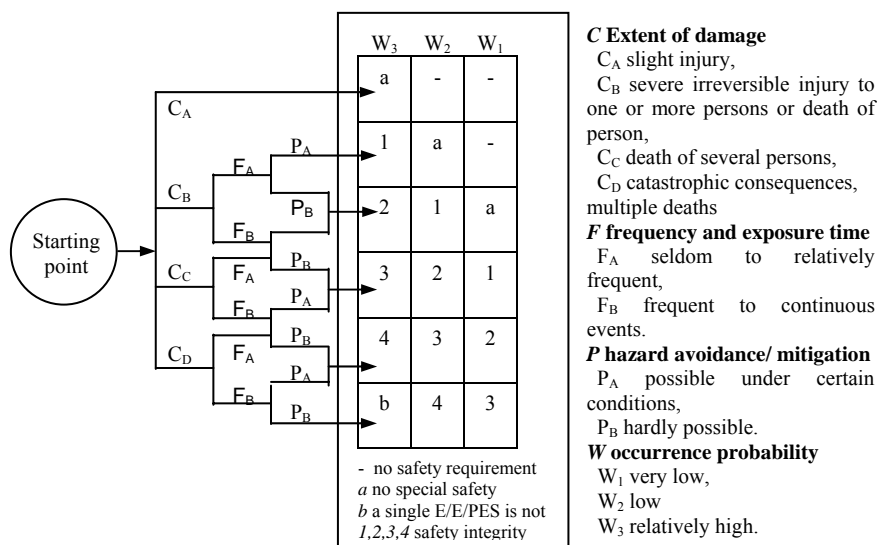 W3 W2 W1
a - -
1 a -
2 1 a
3 2 1
4 3 2
b 4 3
Starting
point
CA
CB
CC
CD
FA
FB
FA
FB
FA
FB
PA
PB
PB
PA
PB
PA
PB
- no safety requirement
a no special safety
b a single E/E/PES is not
1,2,3,4 safety integrity
C Extent of damage
CA slight injury,
CB severe irreversible injury to
one or more persons or death of
person,
CC death of several persons,
CD catastrophic consequences,
multiple deaths
F frequency and exposure time
FA seldom to relatively
frequent,
FB frequent to continuous
events.
P hazard avoidance/ mitigation
PA possible under certain
conditions,
PB hardly possible.
W occurrence probability
W1 very low,
W2 low
W3 relatively high.